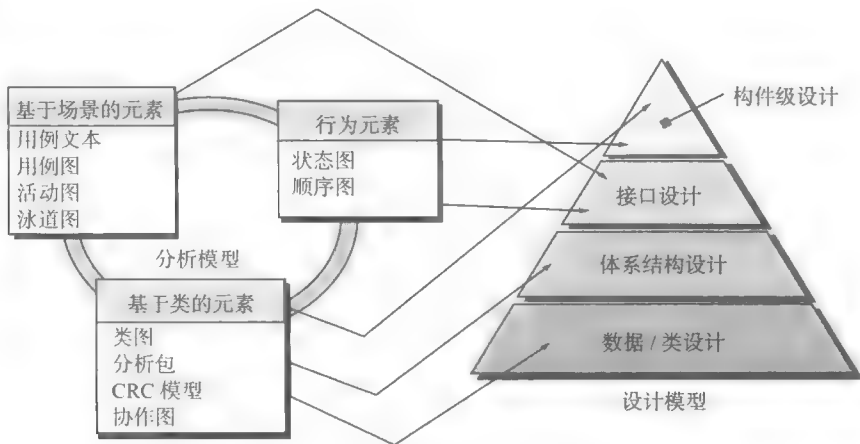 基于场景的元素
用例文本
用例图
活动图
泳道图
行为元素
状态图
顺序图
分析模型
基于类的元素
类图
分析包
CRC 模型
协作图
构件级设计
接口设计
体系结构设计
数据 / 类设计
设计模型